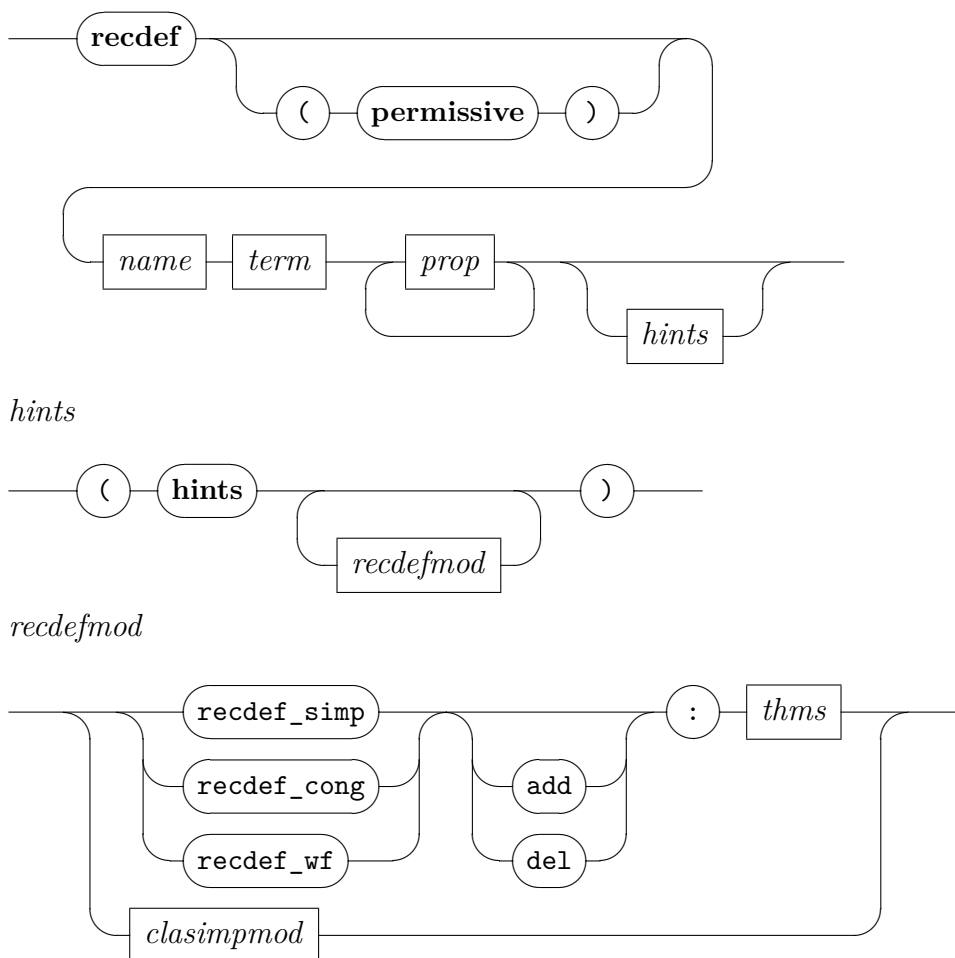 recdef
( permissive )
name term prop
hints
hints
( hints )
recdefmod
recdefmod
recdef_simp : thms
recdef_cong add
recdef_wf del
clasimpmod